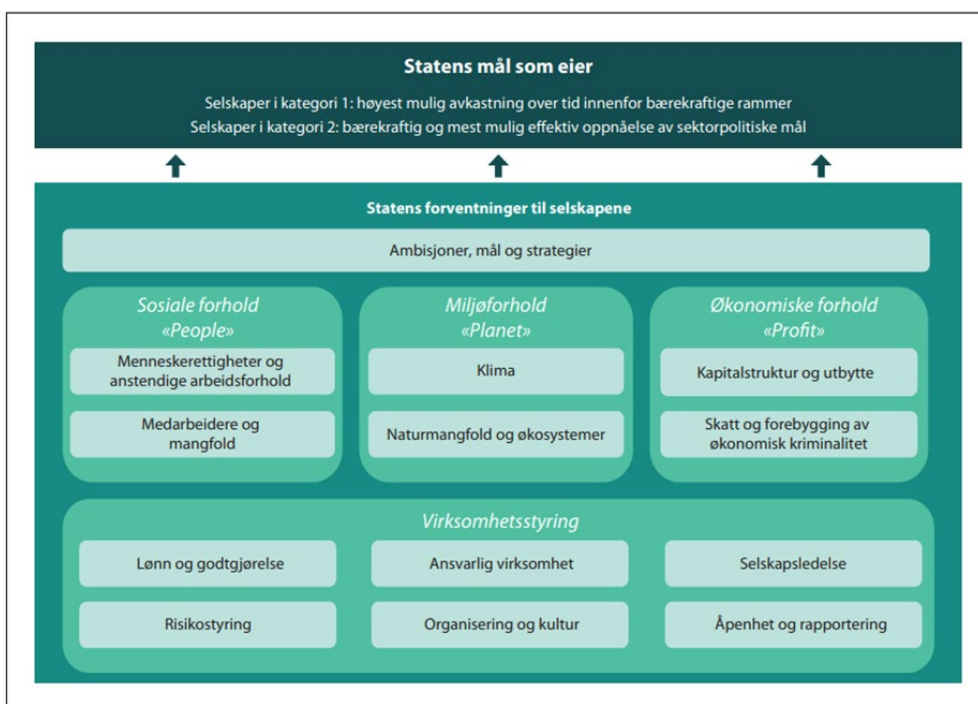 Statens mål som eier
Selskaper i kategori 1: høyest mulig avkastning over tid innenfor bærekraftige rammer
Selskaper i kategori 2: bærekraftig og mest mulig effektiv oppnåelse av sektorpolitiske mål
Statens forventninger til selskapene
Ambisjoner, mål og strategier
Sosiale forhold
«People»
Menneskerettigheter og
anstendige arbeidsforhold
Medarbeidere og
mangfold
Miljøforhold
«Planet»
Klima
Naturmangfold og økosystemer
Økonomiske forhold
«Profit»
Kapitalstruktur og utbytte
Skatt og forebygging av
økonomisk kriminalitet
Virksomhetsstyring
Lønn og godtgjørelse
Ansvarlig virksomhet
Selskapsledelse
Risikostyring
Organisering og kultur
Åpenhet og rapportering